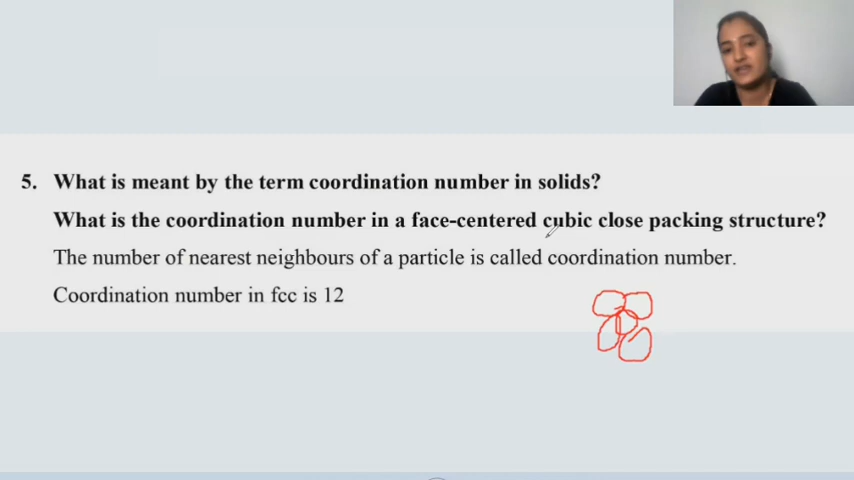 5. What is meant by the term coordination number in solids?
What is the coordination number in a face-centered cubic close packing structure?
The number of nearest neighbours of a particle is called coordination number.
Coordination number in fcc is 12